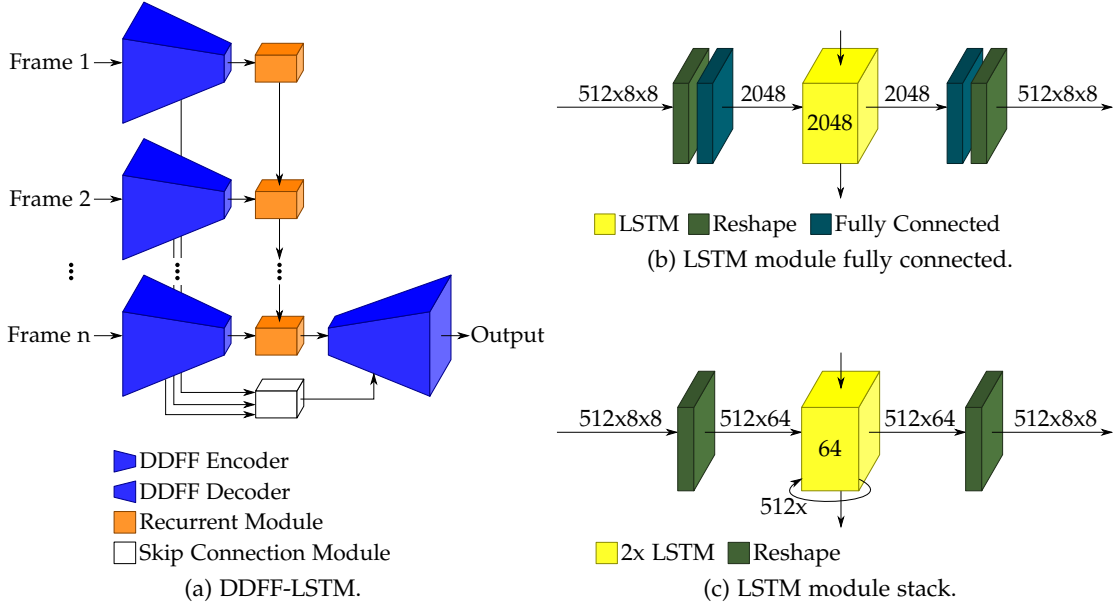 Frame 1
Frame 2
Frame n
Output
DDFF Encoder
DDFF Decoder
Recurrent Module
Skip Connection Module
(a) DDFF-LSTM.
512x8x8
2048
2048
2048
512x8x8
LSTM
Reshape
Fully Connected
(b) LSTM module fully connected.
512x8x8
512x64
64
512x64
512x8x8
512x
2x LSTM
Reshape
(c) LSTM module stack.